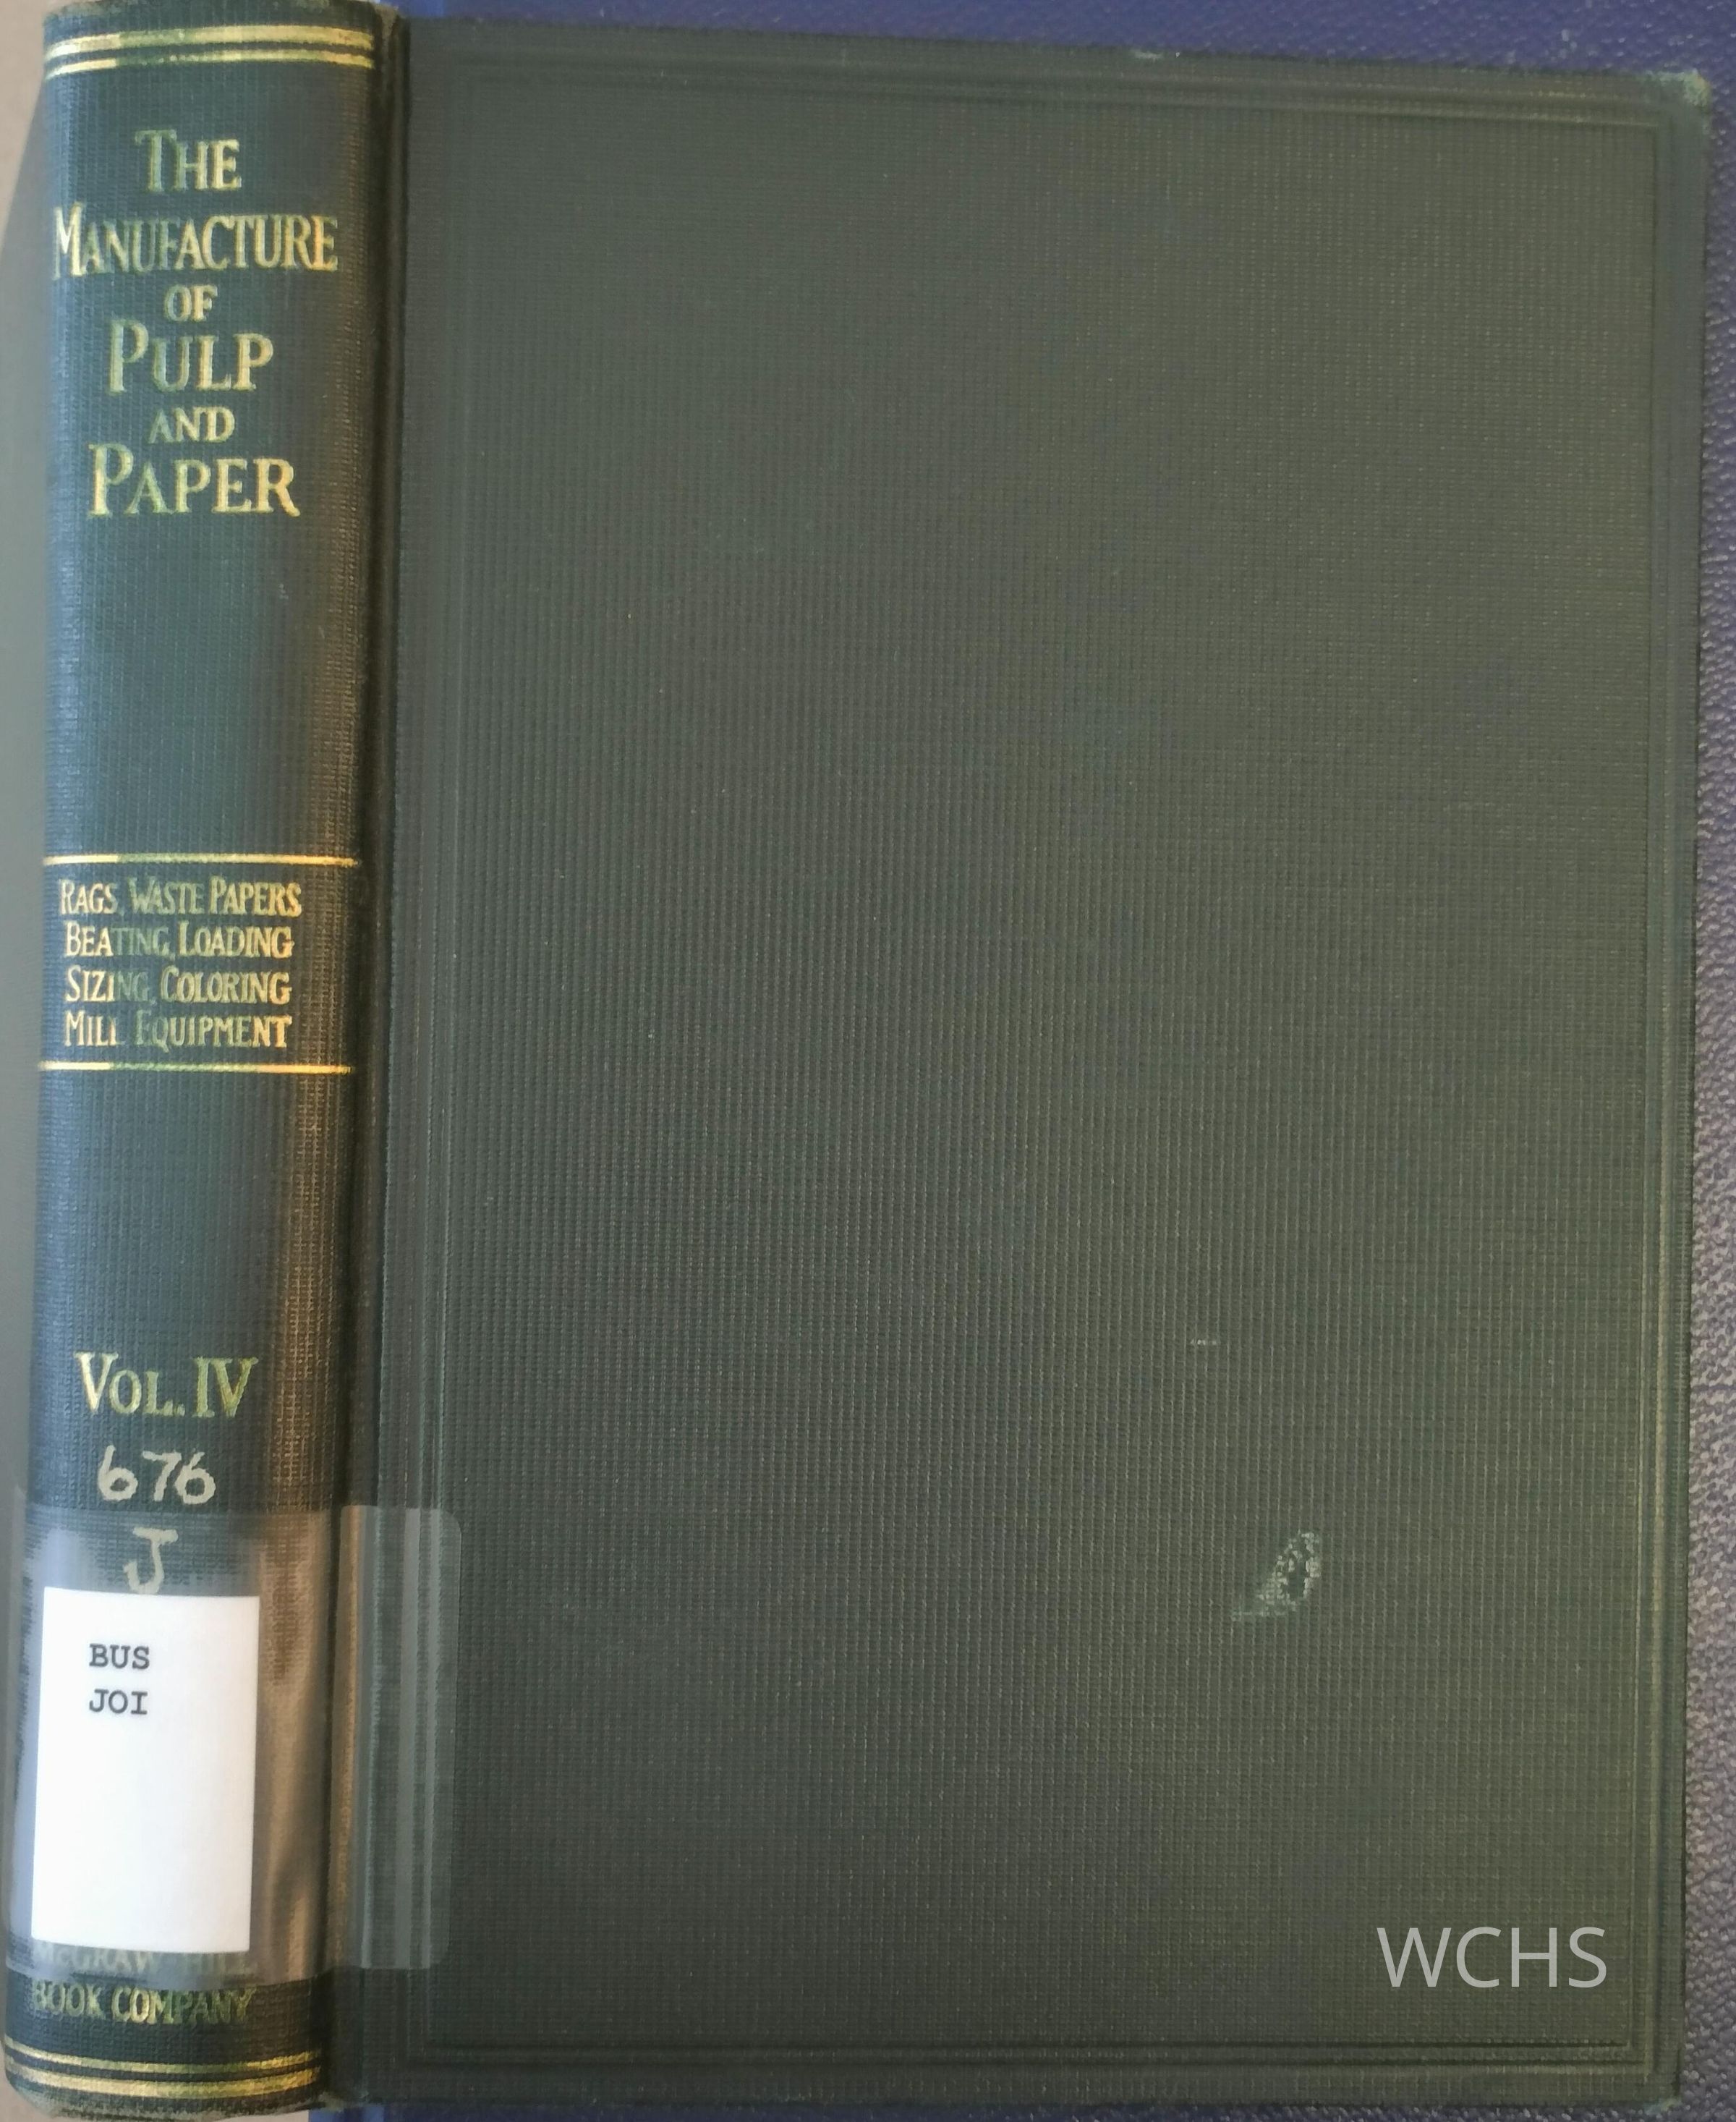 THE
MANUFACTURE
OF
PULP
AND
PAPER
RAGS, WASTE PAPERS
BEATING, LOADING
SIZING, COLORING
MILL EQUIPMENT
VOL. IV
676
J
BUS
JOI
MCGRAW-HILL
BOOK COMPANY
WCHS